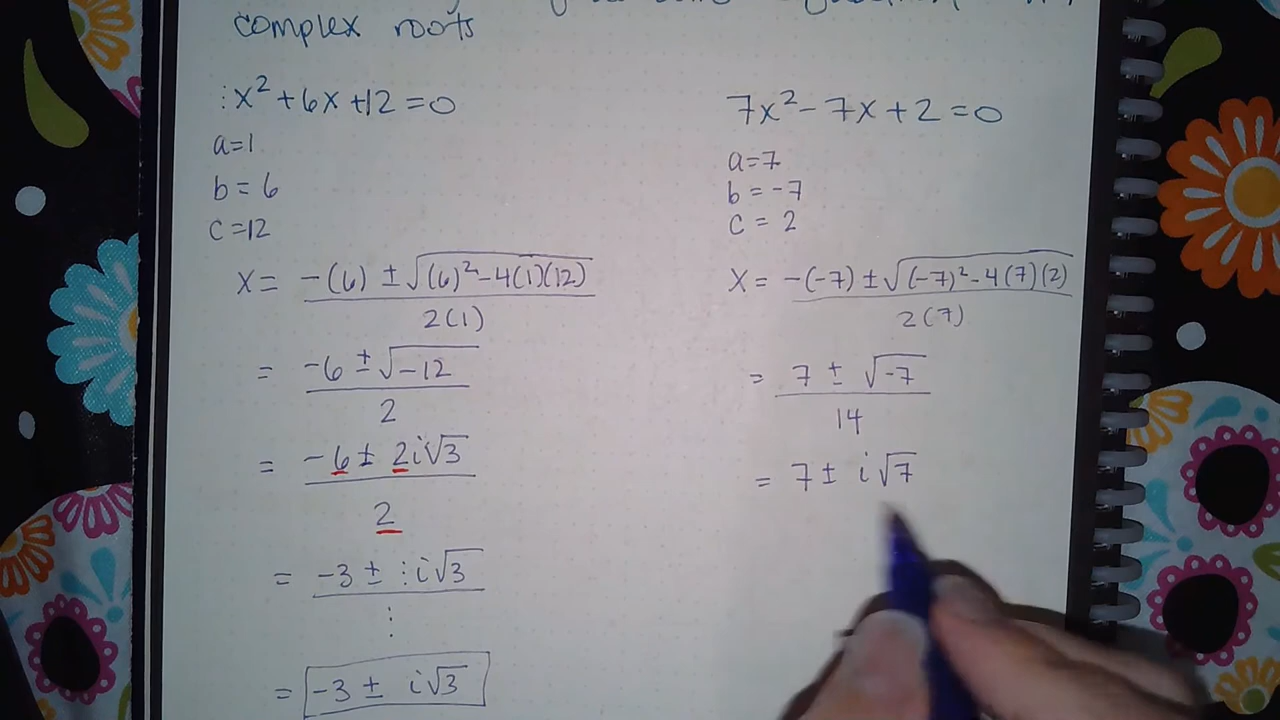 complex roots
x² + 6x + 12 = 0
a = 1
b = 6
c = 12
x = -(6) ± √(6)² - 4(1)(12)
2(1)
= -6 ± √-12
2
= -6 ± 2i√3
2
= -3 ± i√3
= -3 ± i√3
7x² - 7x + 2 = 0
a = 7
b = -7
c = 2
x = -(-7) ± √(-7)² - 4(7)(2)
2(7)
= 7 ± √-7
14
= 7 ± i√7